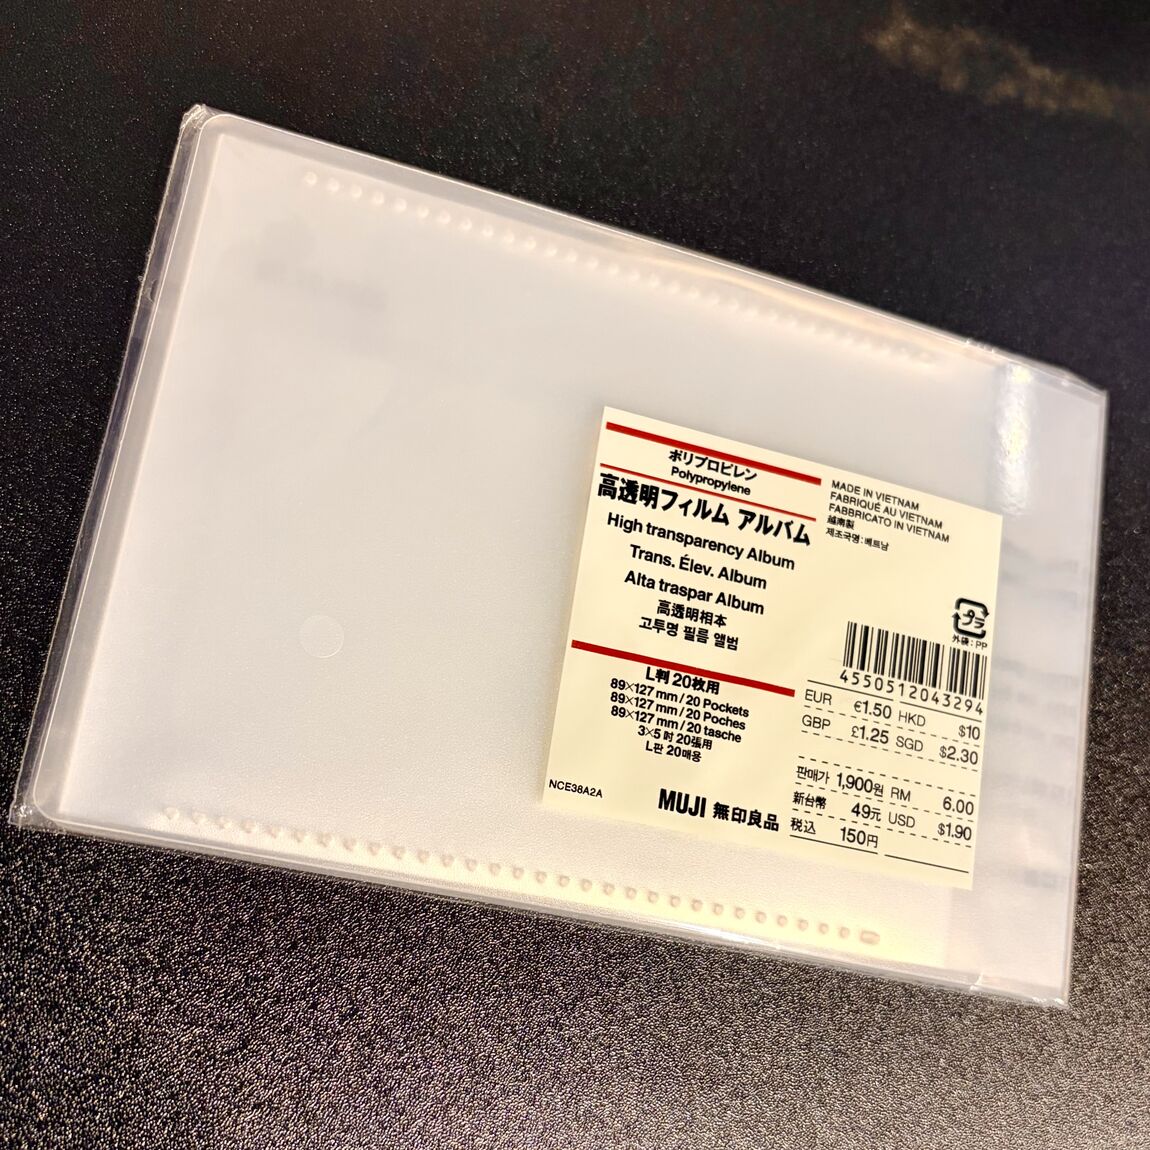 ポリプロピレン
Polypropylene
高透明フィルム アルバム
High transparency Album
Trans. Élev. Album
Alta traspar Album
高透明相本
고투명 필름 앨범
L判 20枚用
89×127 mm / 20 Pockets
89×127 mm / 20 Poches
89×127 mm / 20 tasche
3×5 吋 20張用
L판 20매용
NCE38A2A
MUJI 無印良品
MADE IN VIETNAM
FABRIQUÉ AU VIETNAM
FABBRICATO IN VIETNAM
越南製
제조국명:베트남
プラ
外袋:PP
4550512043294
EUR €1.50 HKD $10
GBP £1.25 SGD $2.30
판매가 1,900원 RM 6.00
新台幣 49元 USD $1.90
税込 150円